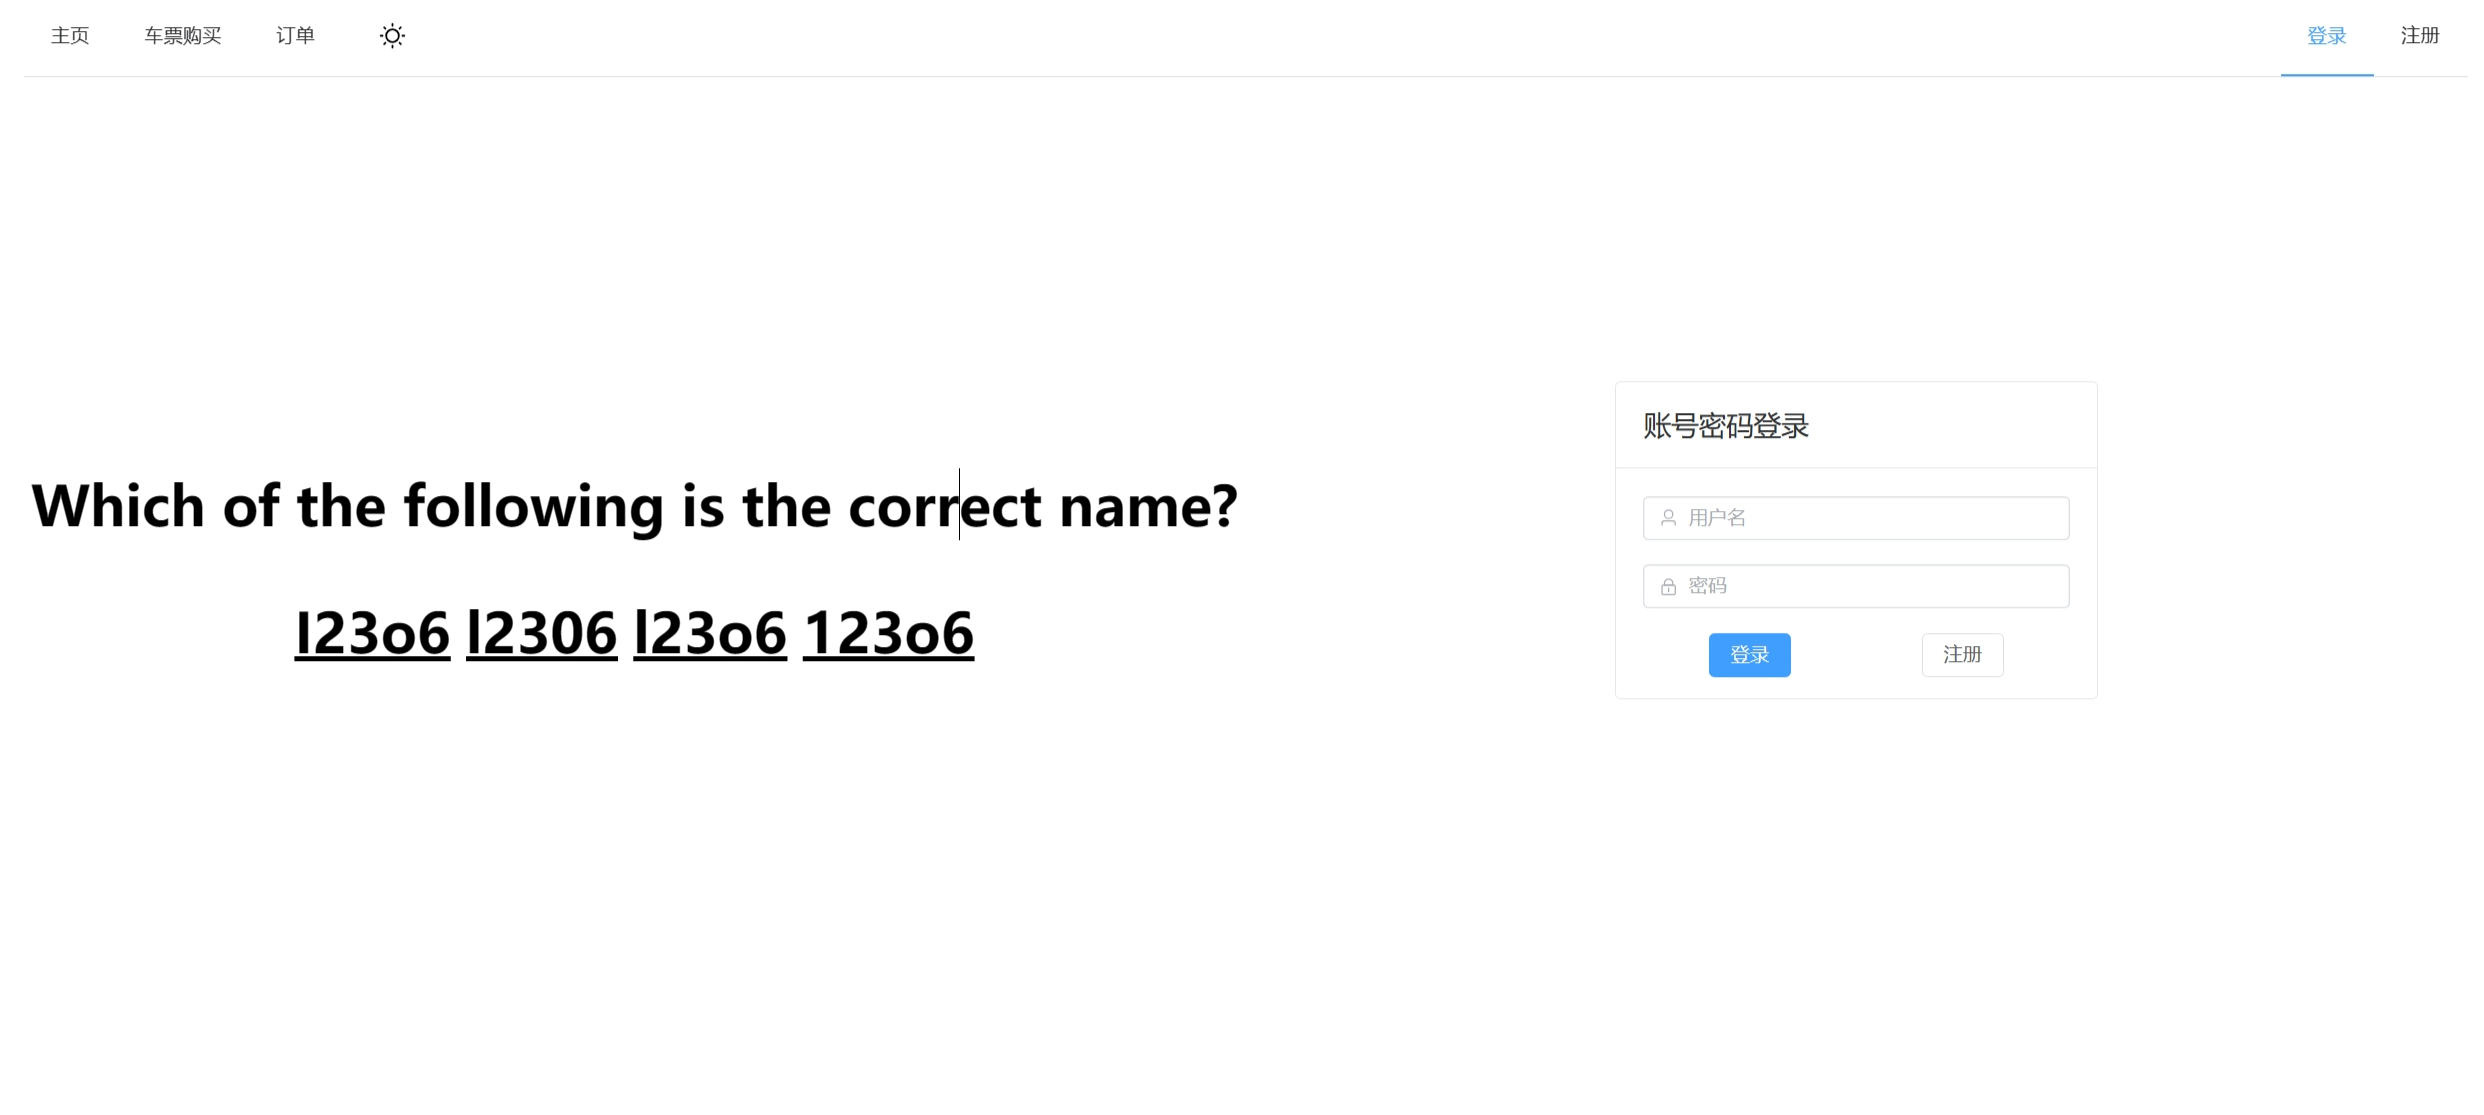 主页 车票购买 订单 登录 注册
Which of the following is the correct name?
I23o6 l2306 l23o6 123o6
账号密码登录
用户名
密码
登录 注册